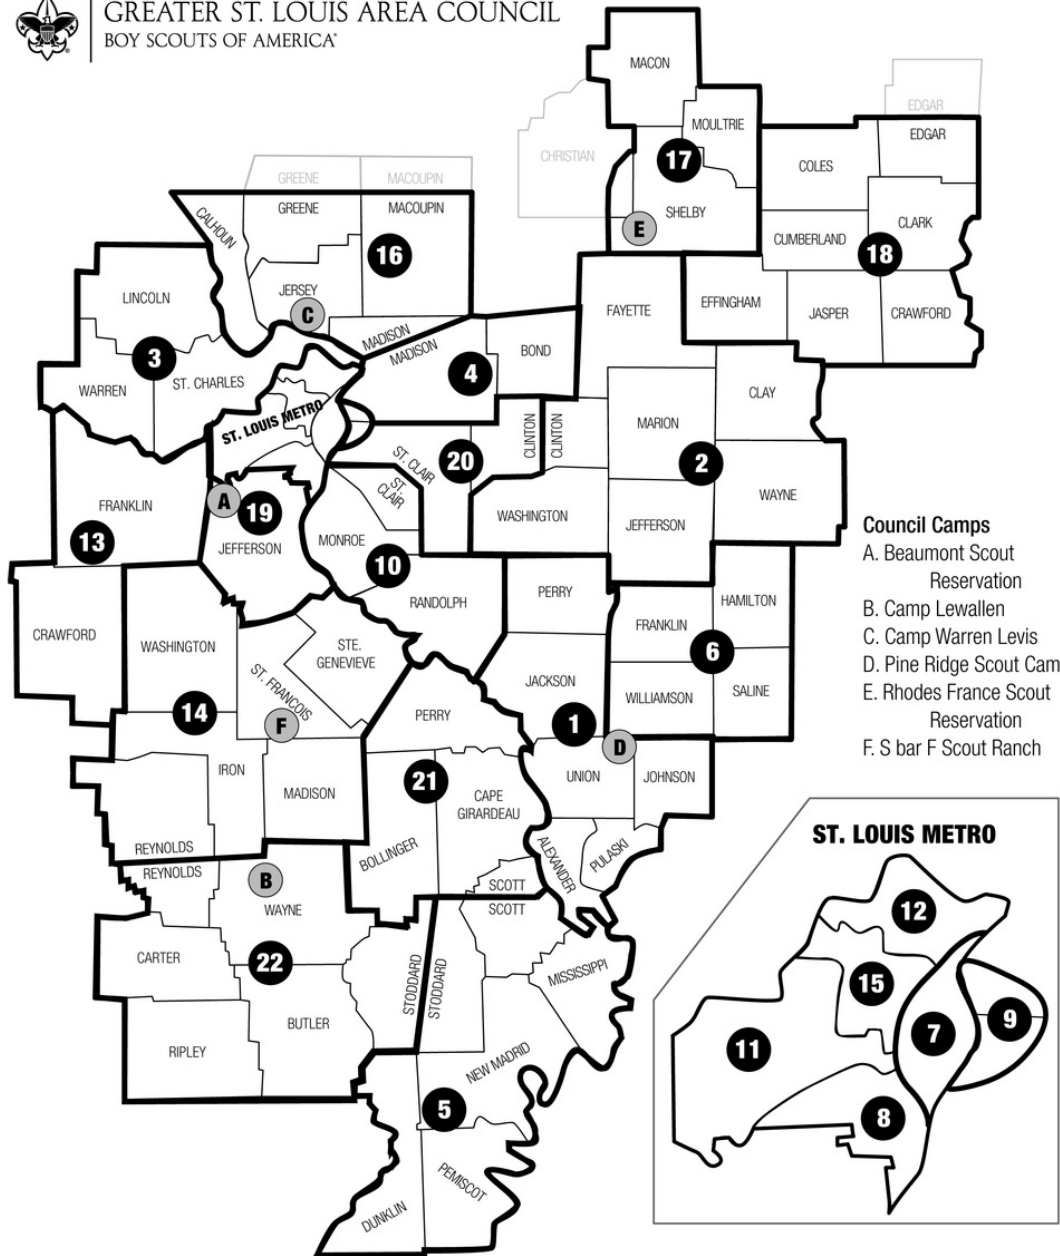 GREATER ST. LOUIS AREA COUNCIL
BOY SCOUTS OF AMERICA®
MACON
EDGAR
MOULTRIE
EDGAR
CHRISTIAN
17
COLES
GREENE
MACOUPIN
GREENE
MACOUPIN
SHELBY
E
CLARK
CALHOUN
CUMBERLAND
18
16
LINCOLN
JERSEY
C
FAYETTE
EFFINGHAM
JASPER
CRAWFORD
MADISON
MADISON
BOND
3
4
WARREN
ST. CHARLES
CLAY
ST. LOUIS METRO
MARION
CLINTON
CLINTON
ST. CLAIR
20
2
ST.
CLAIR
A
19
WAYNE
FRANKLIN
WASHINGTON
JEFFERSON
13
JEFFERSON
MONROE
10
PERRY
RANDOLPH
HAMILTON
FRANKLIN
CRAWFORD
WASHINGTON
STE.
GENEVIEVE
6
ST. FRANCOIS
JACKSON
WILLIAMSON
SALINE
14
F
PERRY
1
D
IRON
UNION
JOHNSON
21
MADISON
CAPE
GIRARDEAU
REYNOLDS
BOLLINGER
ALEXANDER
PULASKI
REYNOLDS
B
SCOTT
WAYNE
SCOTT
CARTER
22
STODDARD
STODDARD
MISSISSIPPI
BUTLER
RIPLEY
NEW MADRID
5
PEMISCOT
DUNKLIN
Council Camps
A. Beaumont Scout
Reservation
B. Camp Lewallen
C. Camp Warren Levis
D. Pine Ridge Scout Cam
E. Rhodes France Scout
Reservation
F. S bar F Scout Ranch
ST. LOUIS METRO
12
15
9
7
11
8